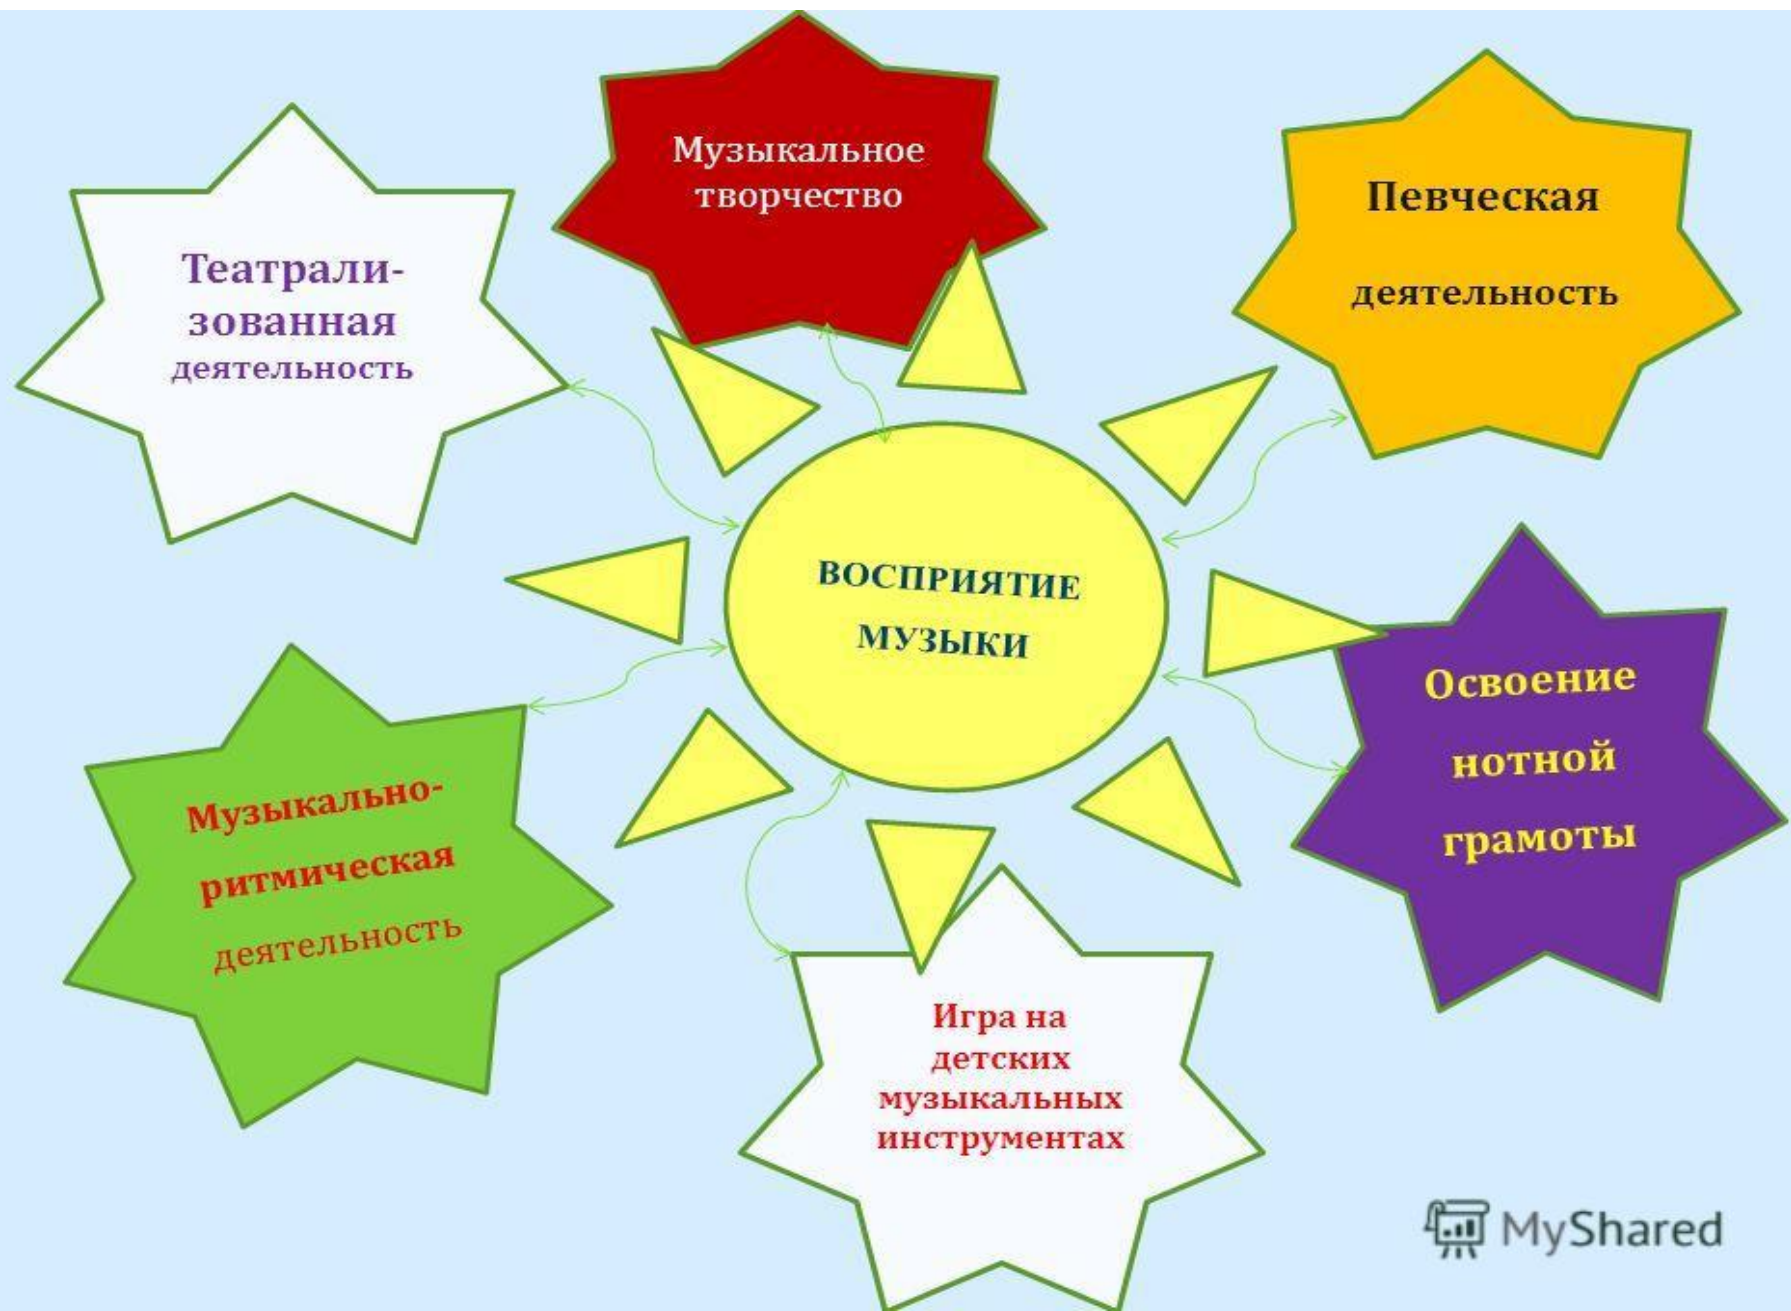 Музыкальное
творчество
Певческая
деятельность
Театрали-
зованная
деятельность
ВОСПРИЯТИЕ
МУЗЫКИ
Освоение
нотной
грамоты
Музыкально-
ритмическая
деятельность
Игра на
детских
музыкальных
инструментах
MyShared